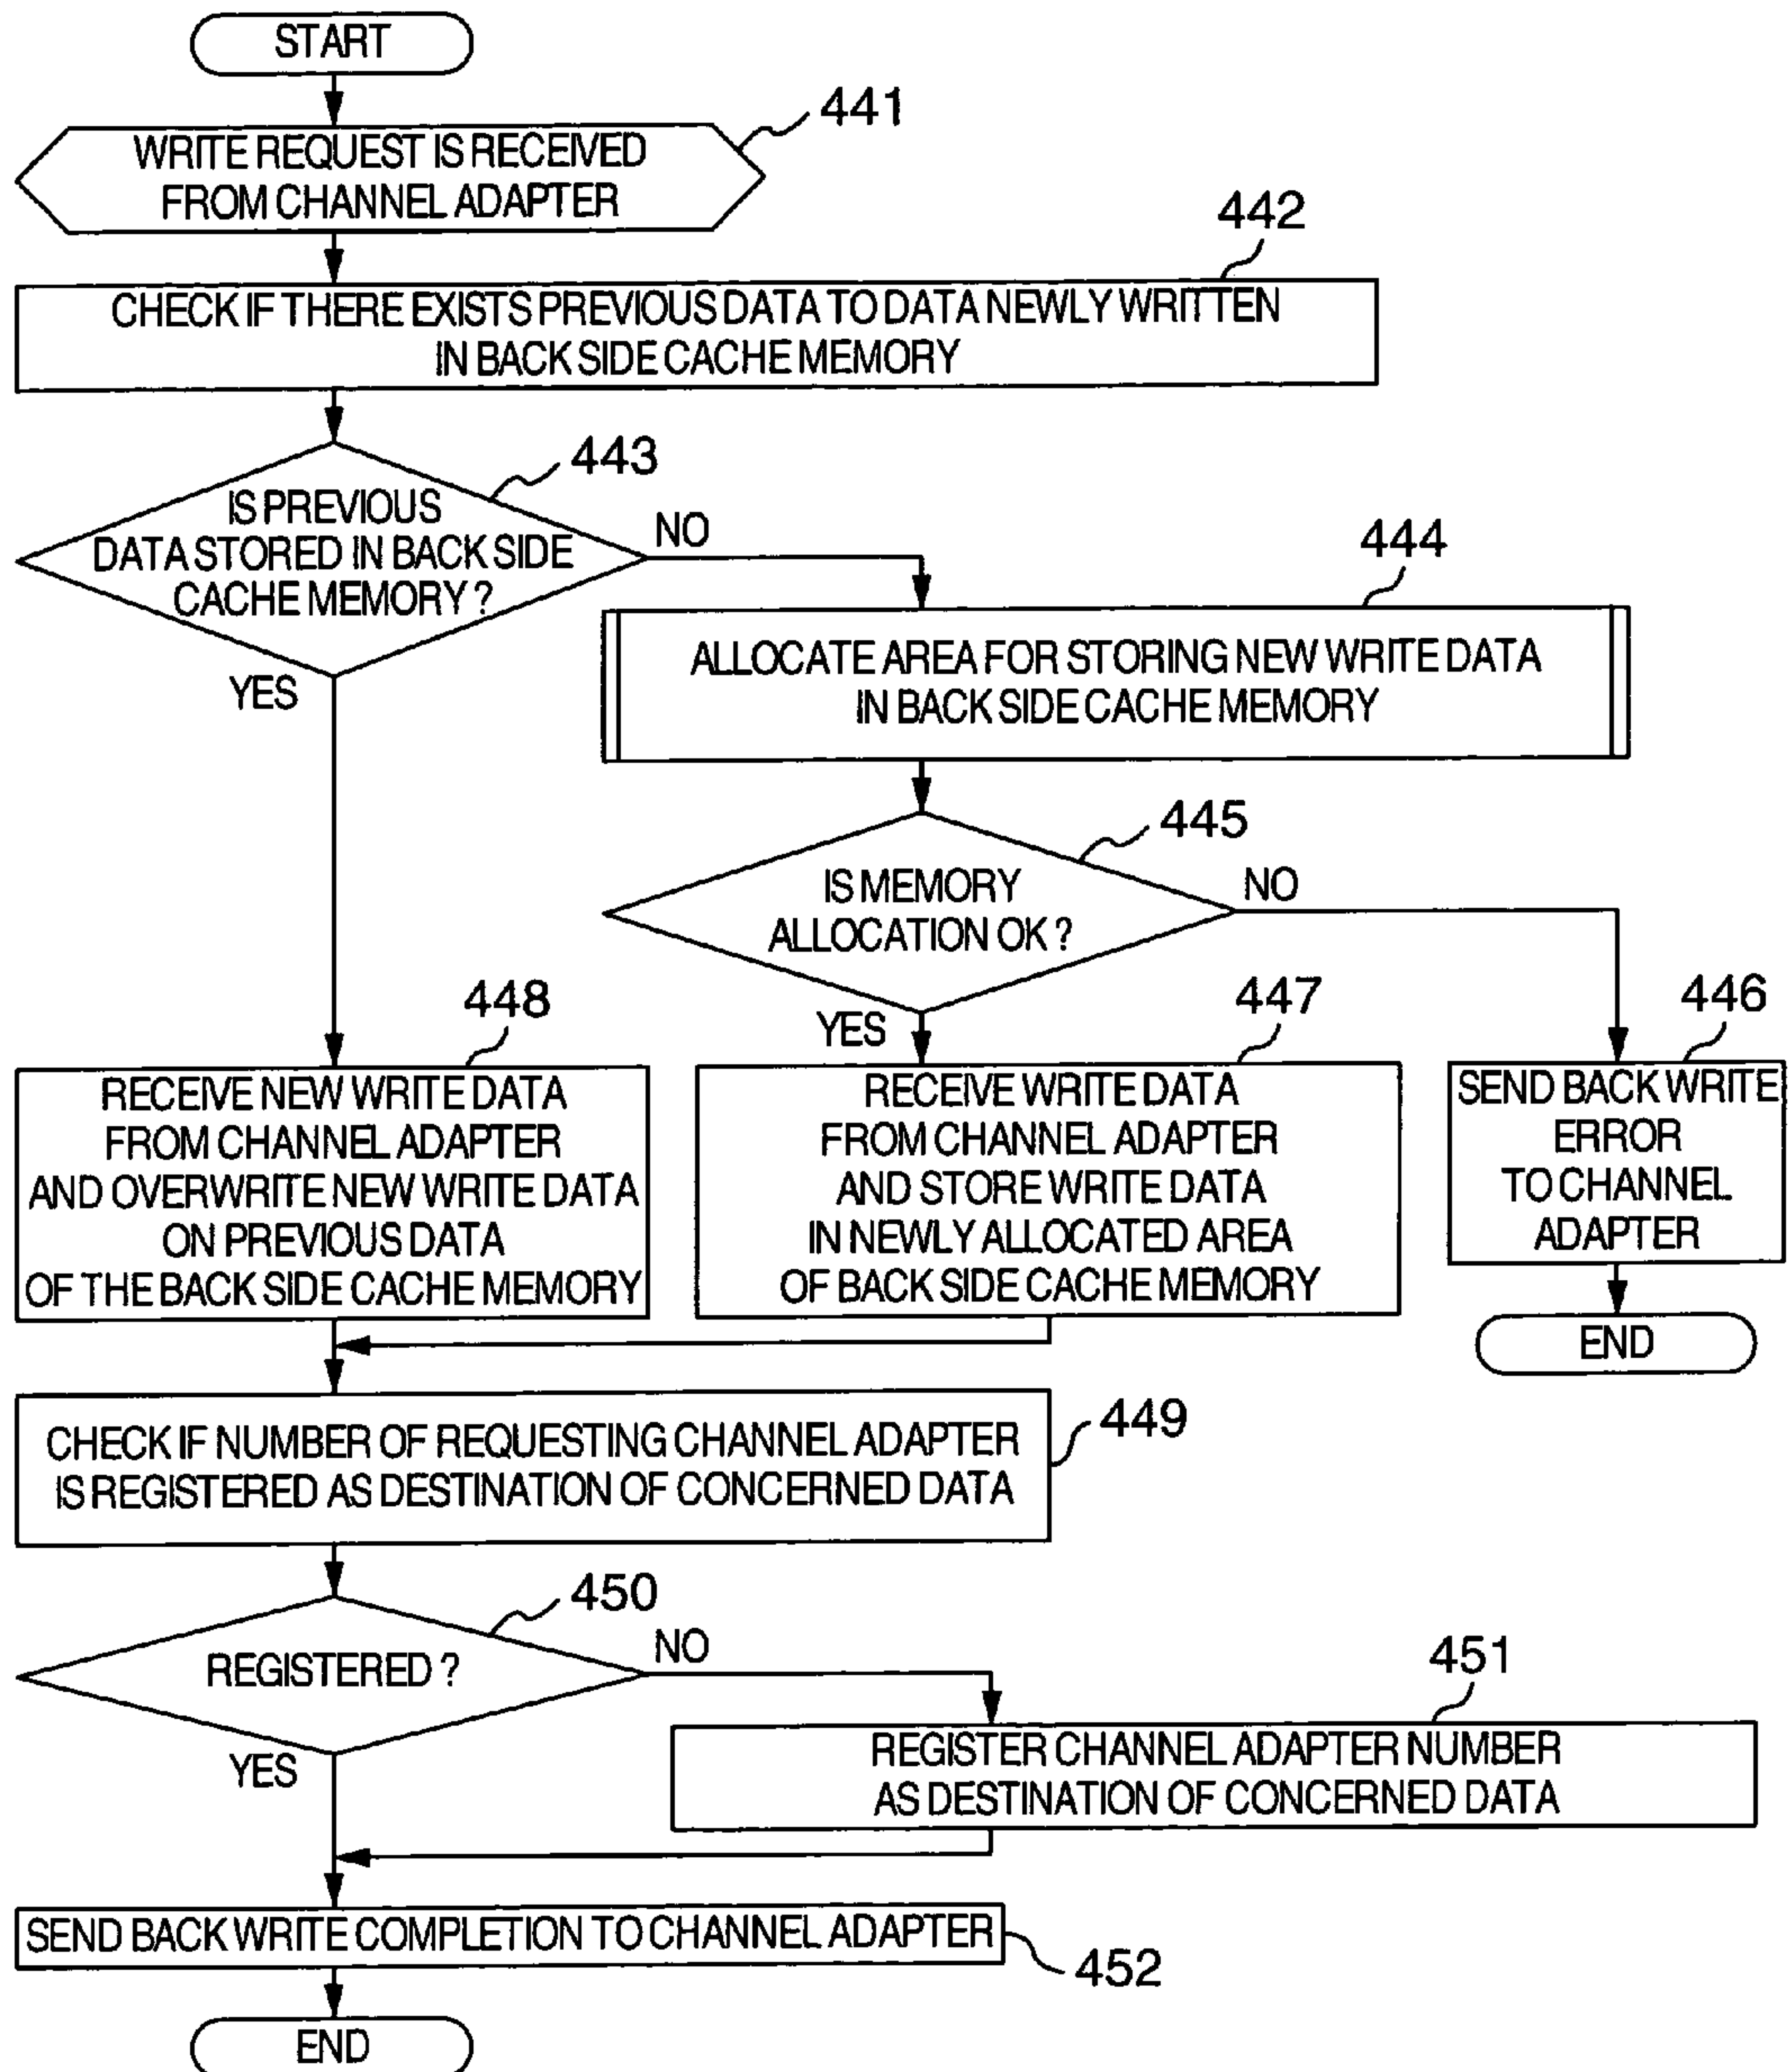 START
441
WRITE REQUEST IS RECEIVED
FROM CHANNEL ADAPTER
442
CHECK IF THERE EXISTS PREVIOUS DATA TO DATA NEWLY WRITTEN
IN BACK SIDE CACHE MEMORY
443
IS PREVIOUS
DATA STORED IN BACK SIDE
CACHE MEMORY ?
NO
YES
444
ALLOCATE AREA FOR STORING NEW WRITE DATA
IN BACK SIDE CACHE MEMORY
445
IS MEMORY
ALLOCATION OK ?
NO
YES
448
RECEIVE NEW WRITE DATA
FROM CHANNEL ADAPTER
AND OVERWRITE NEW WRITE DATA
ON PREVIOUS DATA
OF THE BACK SIDE CACHE MEMORY
447
RECEIVE WRITE DATA
FROM CHANNEL ADAPTER
AND STORE WRITE DATA
IN NEWLY ALLOCATED AREA
OF BACK SIDE CACHE MEMORY
446
SEND BACK WRITE
ERROR
TO CHANNEL
ADAPTER
END
449
CHECK IF NUMBER OF REQUESTING CHANNEL ADAPTER
IS REGISTERED AS DESTINATION OF CONCERNED DATA
450
REGISTERED ?
NO
YES
451
REGISTER CHANNEL ADAPTER NUMBER
AS DESTINATION OF CONCERNED DATA
SEND BACK WRITE COMPLETION TO CHANNEL ADAPTER
452
END